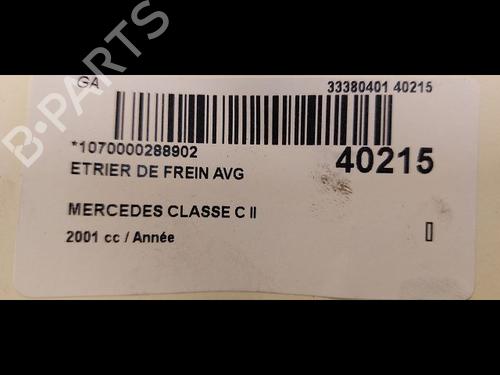 GA 33380401 40215
*1070000288902
40215
ETRIER DE FREIN AVG
MERCEDES CLASSE C II
2001 cc / Année
B-PARTS